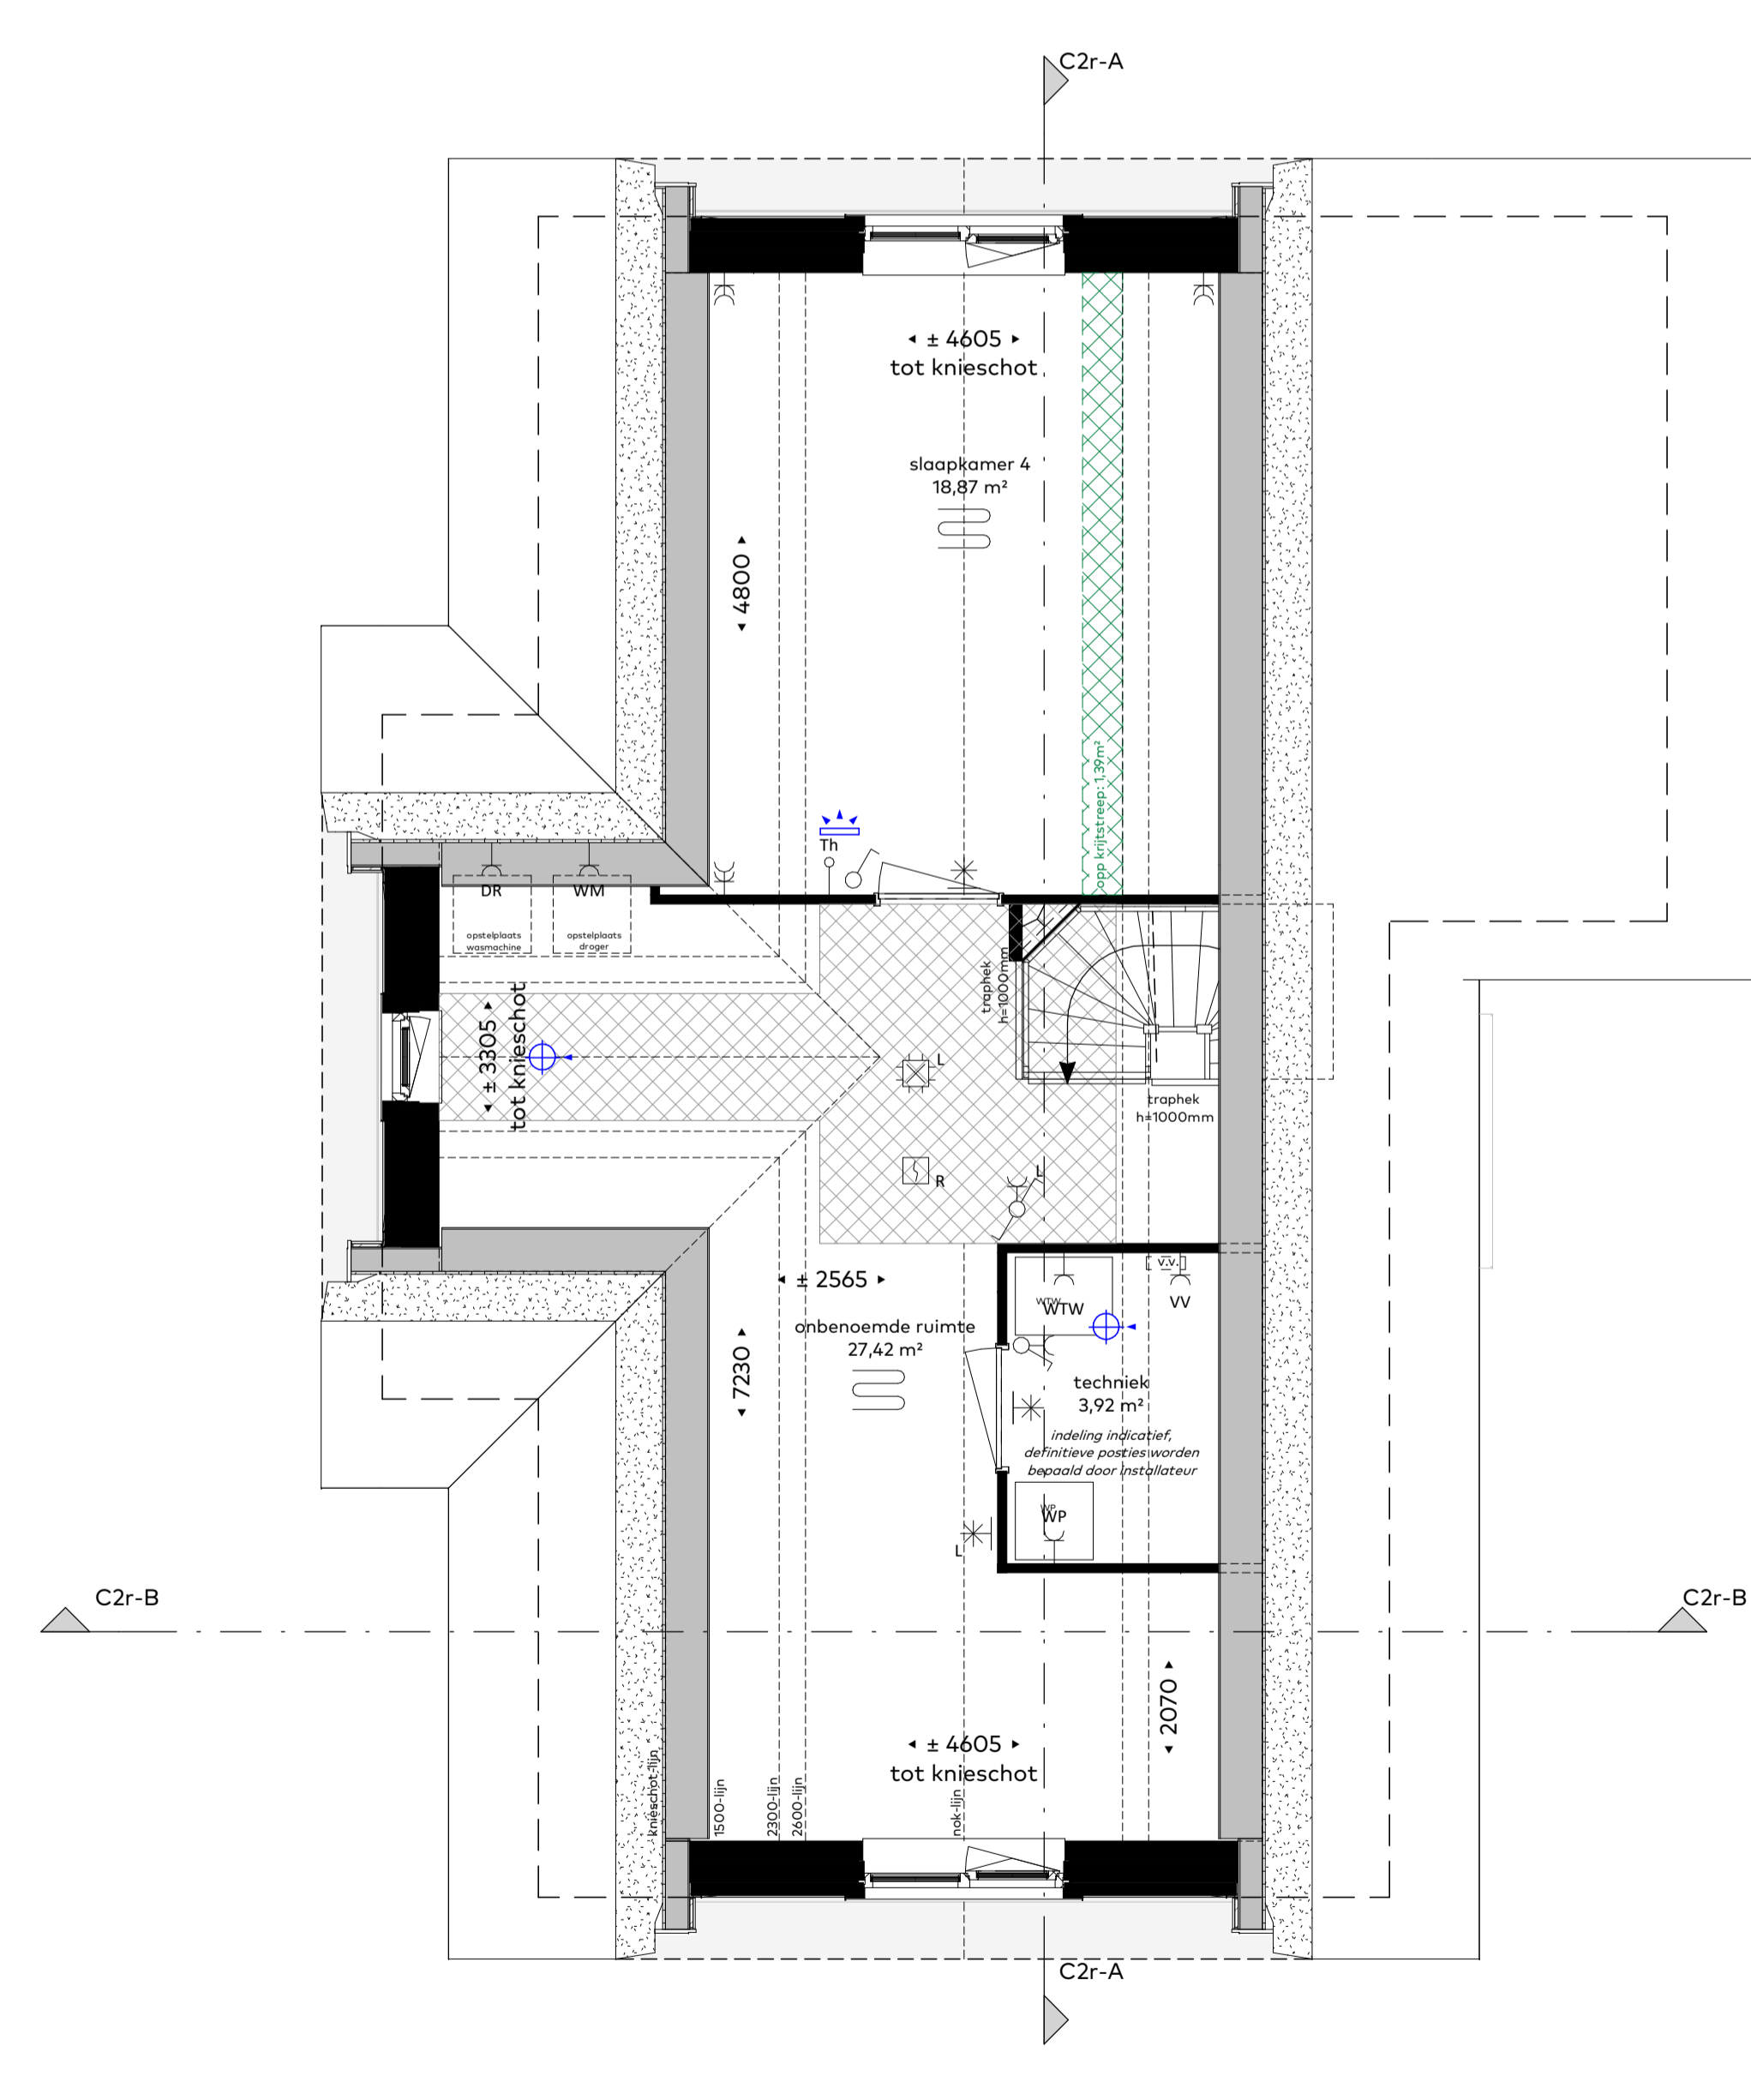 C2r-A
± 4605
tot knieschot
slaapkamer 4
18,87 m²
4800
opp krijtstreep: 1,39m²
Th
DR
WM
opstelplaats
wasmachine
opstelplaats
droger
± 3305
tot knieschot
traphek
h=1000mm
L
traphek
h=1000mm
R
L
± 2565
WTW
WTW
v.v.
VV
onbenoemde ruimte
27,42 m²
7230
techniek
3,92 m²
indeling indicatief,
definitieve posties worden
bepaald door installateur
WP
WP
L
C2r-B
C2r-B
2070
± 4605
tot knieschot
knieschot-lijn
1500-lijn
2300-lijn
2600-lijn
nok-lijn
C2r-A